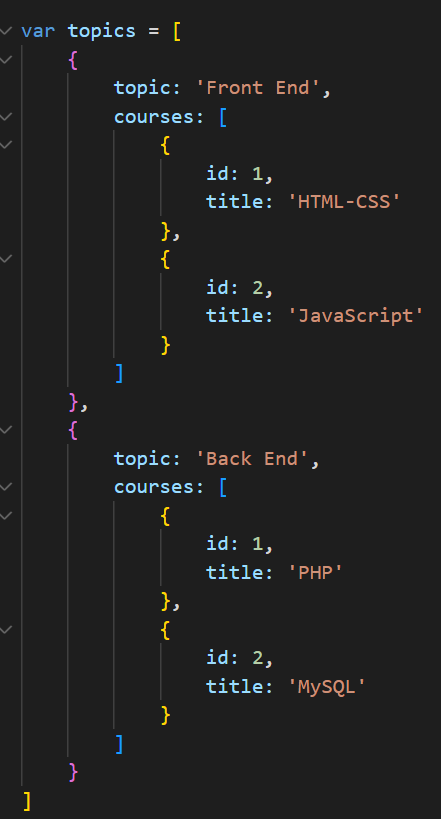 var topics = [
    {
        topic: 'Front End',
        courses: [
            {
                id: 1,
                title: 'HTML-CSS'
            },
            {
                id: 2,
                title: 'JavaScript'
            }
        ]
    },
    {
        topic: 'Back End',
        courses: [
            {
                id: 1,
                title: 'PHP'
            },
            {
                id: 2,
                title: 'MySQL'
            }
        ]
    }
]